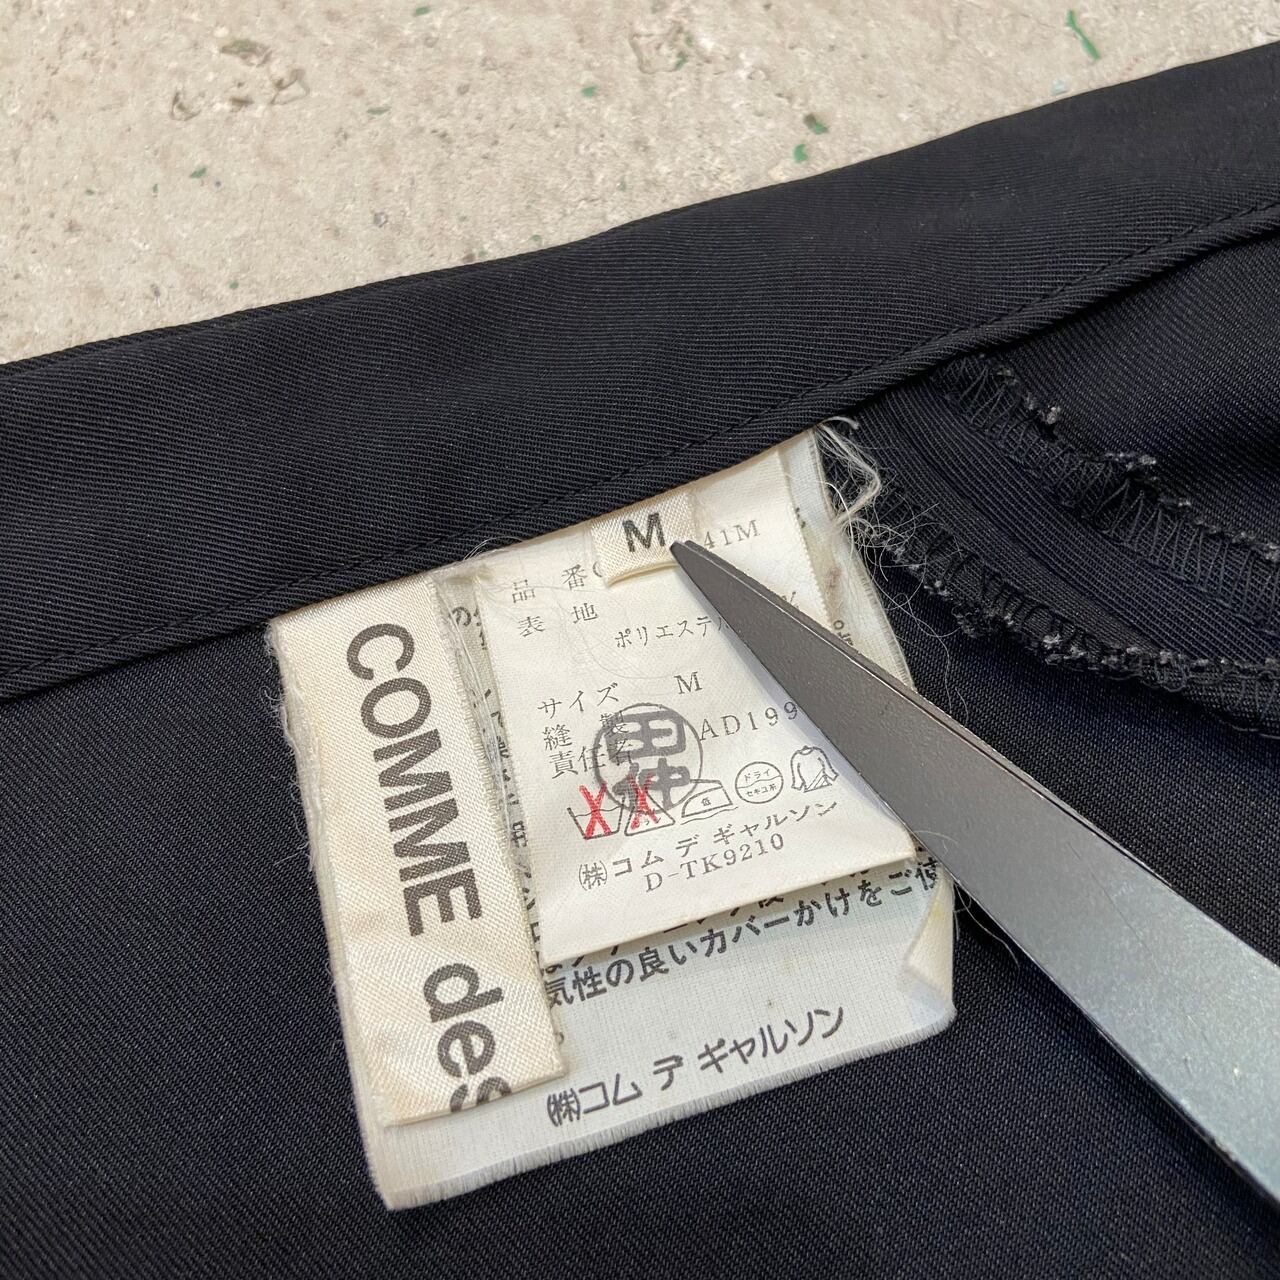 COMME des
M
41M
品 番
表 地
ポリエステ
サイズ M
縫 製
責任者
田仲
AD199
低
ドライ
セキユ系
㈱コム デ ギャルソン
D-TK9210
気性の良いカバーかけをご使
㈱コム デ ギャルソン